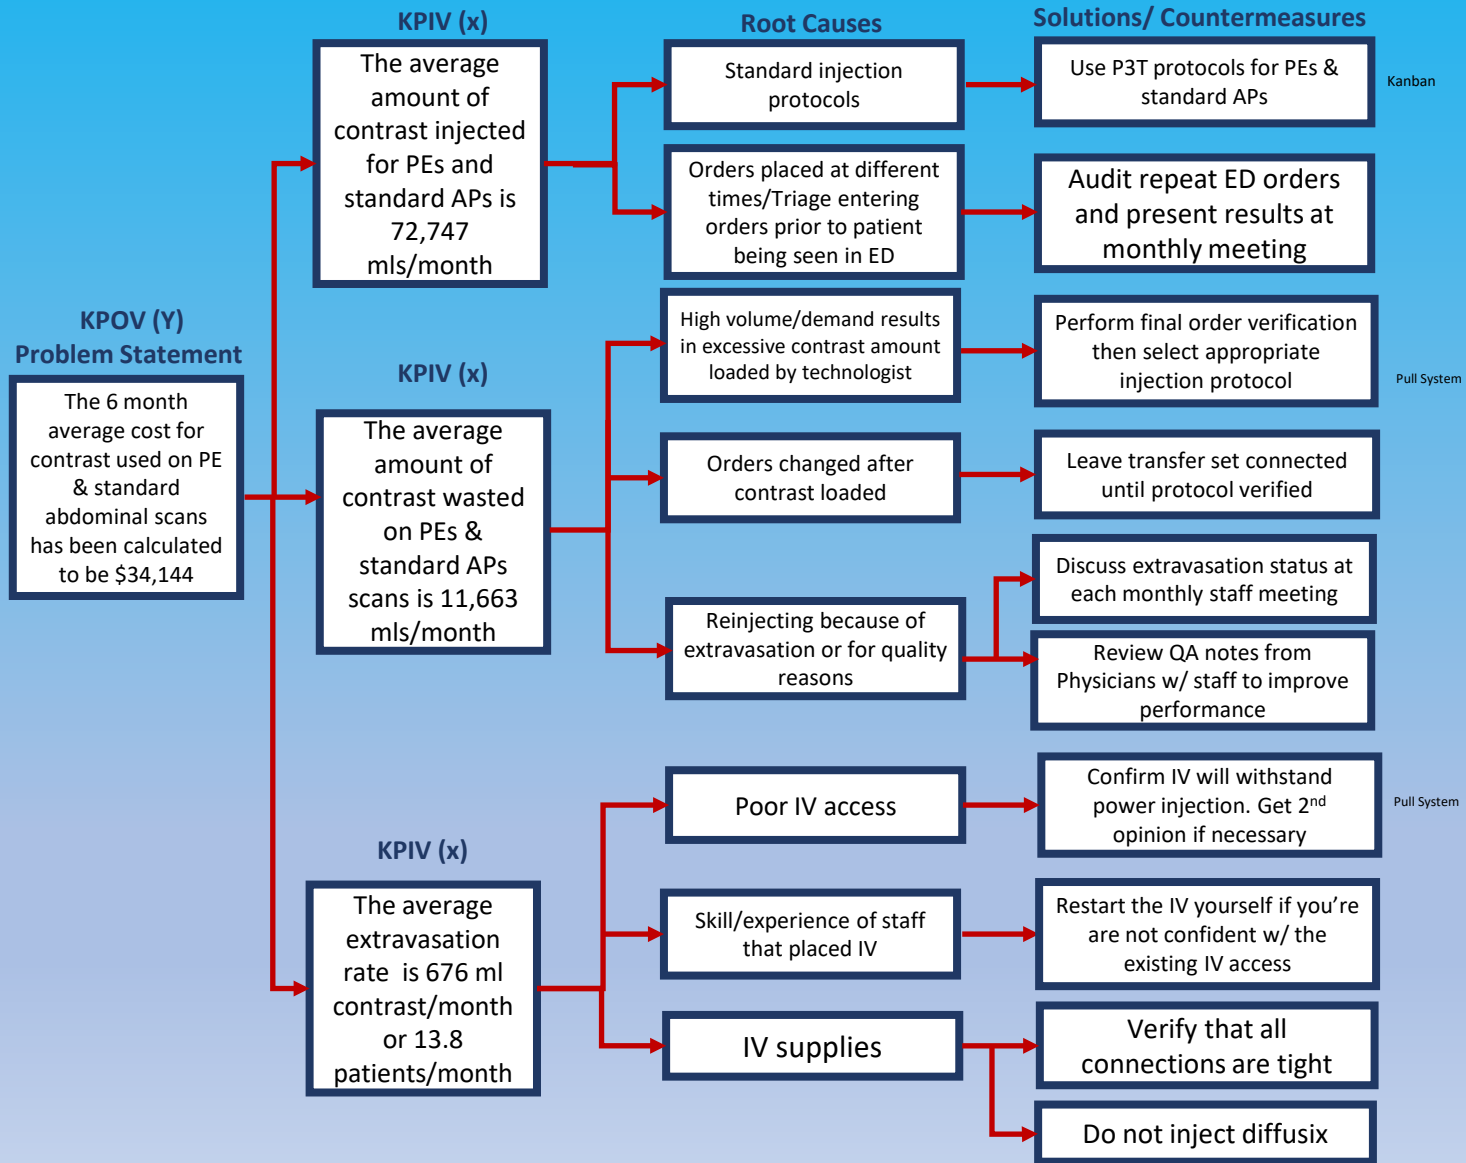 KPOV (Y)
Problem Statement
The 6 month
average cost for
contrast used on PE
& standard
abdominal scans
has been calculated
to be $34,144
KPIV (x)
The average
amount of
contrast injected
for PEs and
standard APs is
72,747
mls/month
KPIV (x)
The average
amount of
contrast wasted
on PEs &
standard APs
scans is 11,663
mls/month
KPIV (x)
The average
extravasation
rate is 676 ml
contrast/month
or 13.8
patients/month
Root Causes
Standard injection
protocols
Orders placed at different
times/Triage entering
orders prior to patient
being seen in ED
High volume/demand results
in excessive contrast amount
loaded by technologist
Orders changed after
contrast loaded
Reinjecting because of
extravasation or for quality
reasons
Poor IV access
Skill/experience of staff
that placed IV
IV supplies
Solutions/ Countermeasures
Use P3T protocols for PEs &
standard APs
Kanban
Audit repeat ED orders
and present results at
monthly meeting
Perform final order verification
then select appropriate
injection protocol
Pull System
Leave transfer set connected
until protocol verified
Discuss extravasation status at
each monthly staff meeting
Review QA notes from
Physicians w/ staff to improve
performance
Confirm IV will withstand
power injection. Get 2nd
opinion if necessary
Pull System
Restart the IV yourself if you're
are not confident w/ the
existing IV access
Verify that all
connections are tight
Do not inject diffusix